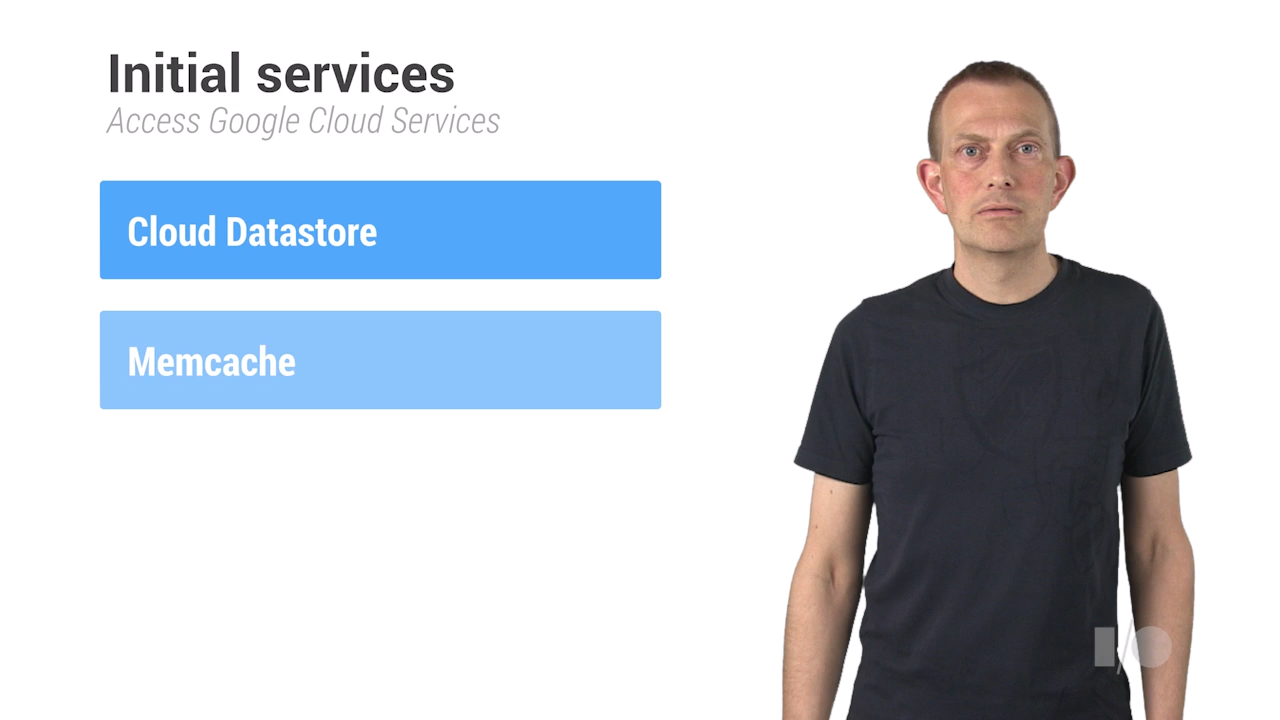 Initial services
Access Google Cloud Services
Cloud Datastore
Memcache
I/O